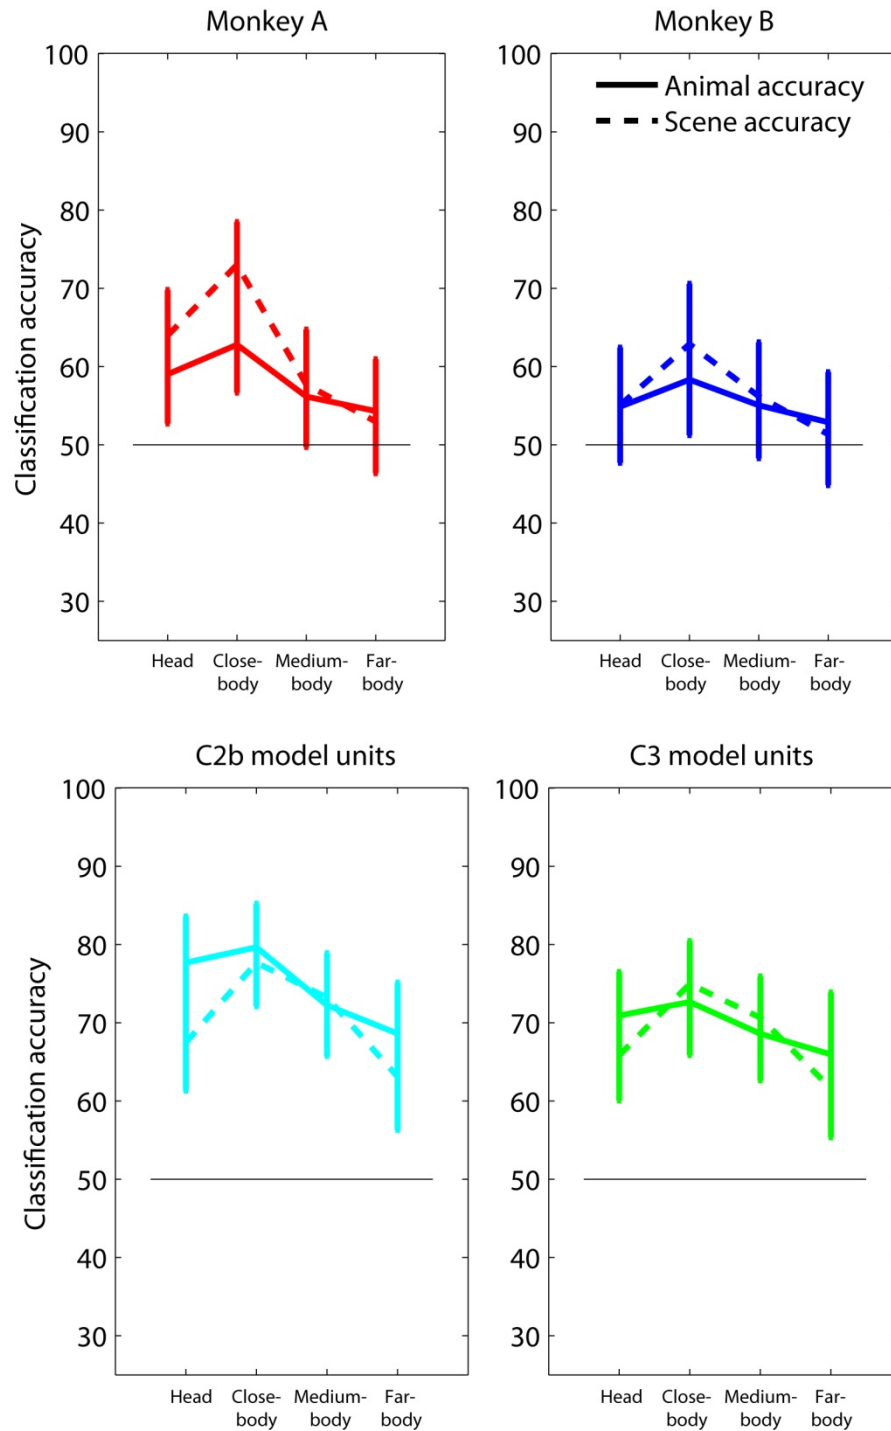 Monkey A
100
90
80
70
60
50
40
30
Classification accuracy
Head
Close-
body
Medium-
body
Far-
body
Monkey B
Animal accuracy
Scene accuracy
100
90
80
70
60
50
40
30
Head
Close-
body
Medium-
body
Far-
body
C2b model units
100
90
80
70
60
50
40
30
Classification accuracy
Head
Close-
body
Medium-
body
Far-
body
C3 model units
100
90
80
70
60
50
40
30
Head
Close-
body
Medium-
body
Far-
body